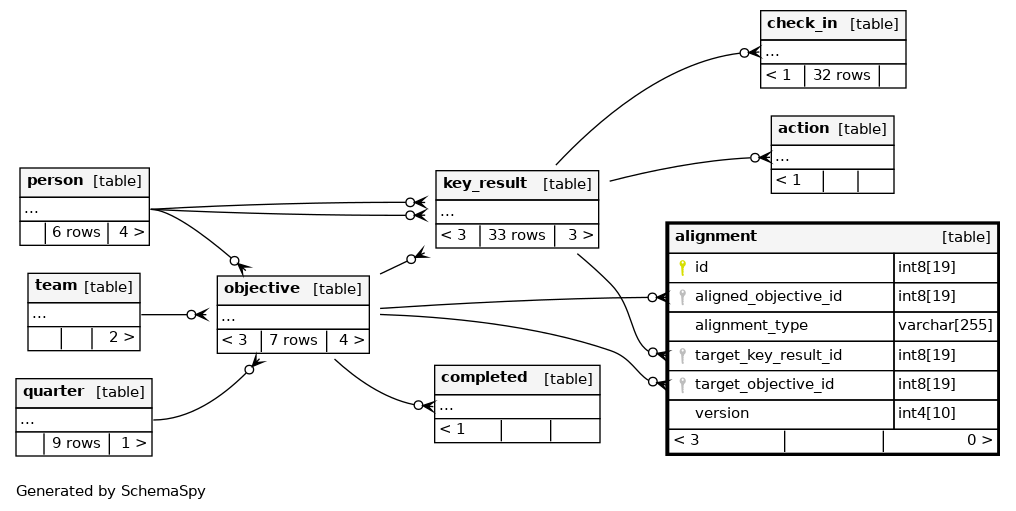 check_in [table]
...
< 1 32 rows
action [table]
...
< 1
person [table]
...
6 rows 4 >
key_result [table]
...
< 3 33 rows 3 >
alignment [table]
id int8[19]
aligned_objective_id int8[19]
alignment_type varchar[255]
target_key_result_id int8[19]
target_objective_id int8[19]
version int4[10]
< 3 0 >
team [table]
...
2 >
objective [table]
...
< 3 7 rows 4 >
quarter [table]
...
9 rows 1 >
completed [table]
...
< 1
Generated by SchemaSpy